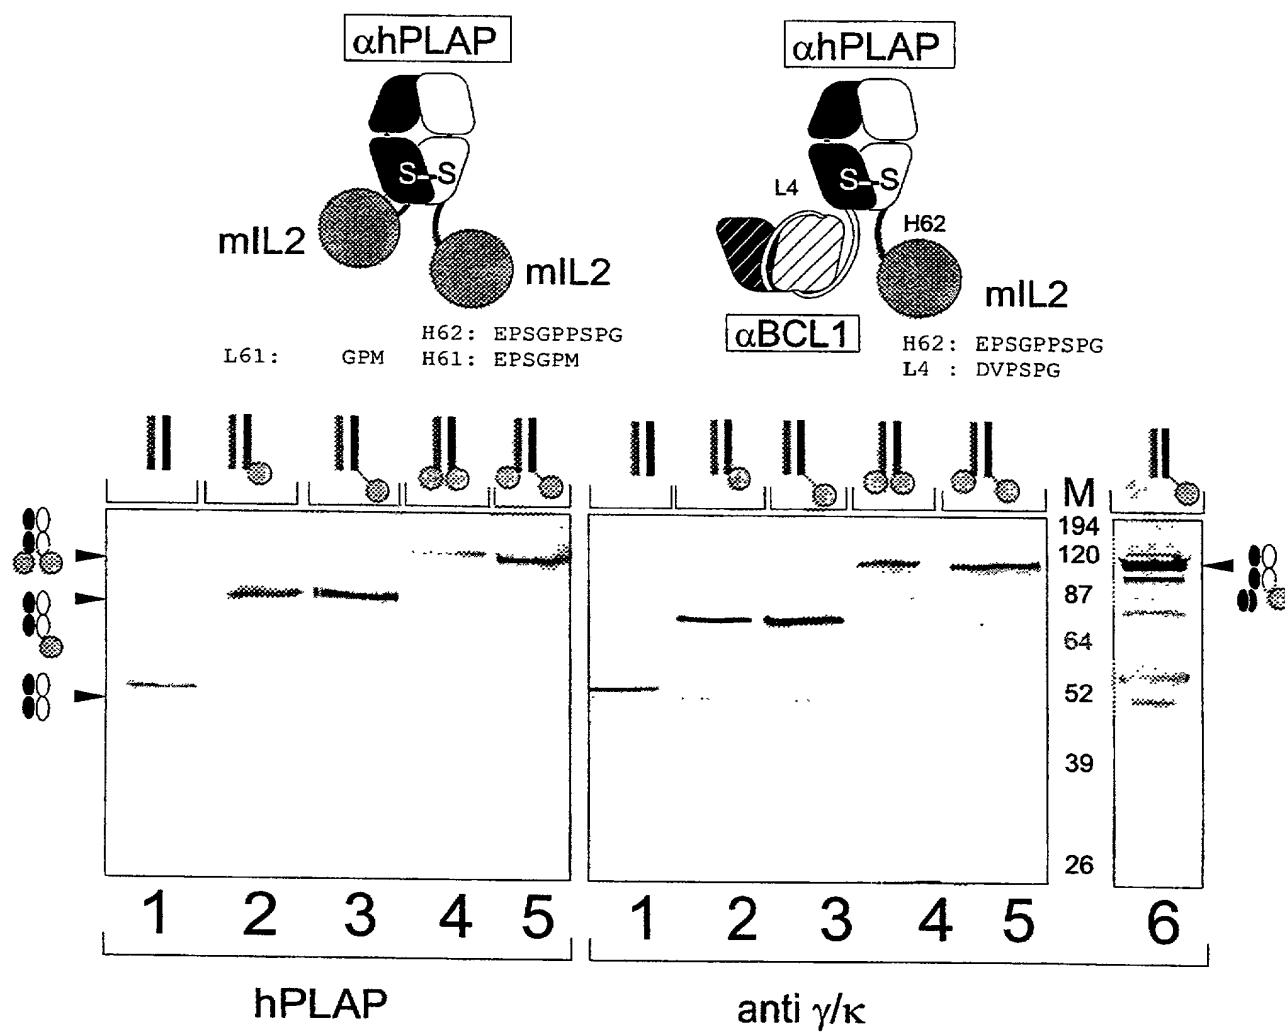 αhPLAP
αhPLAP
S-S
S-S
L4
H62
mIL2
mIL2
mIL2
αBCL1
H62: EPSGPPSPG
L61: GPM H61: EPSGPM
H62: EPSGPPSPG
L4 : DVPSPG
M
194
120
87
64
52
39
26
1 2 3 4 5
1 2 3 4 5 6
hPLAP
anti γ/κ